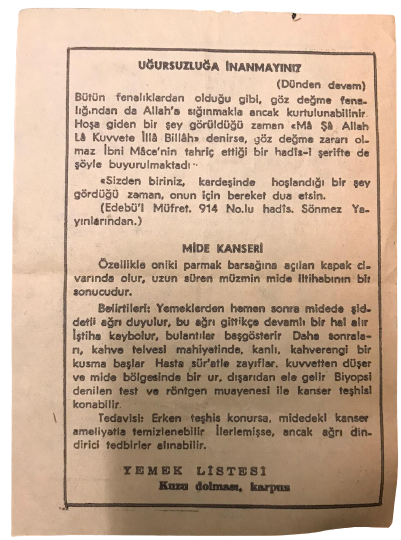 UĞURSUZLUĞA İNANMAYINIZ
(Dünden devam)
Bütün fenalıklardan olduğu gibi, göz değme fena-
lığından da Allah'a sığınmakla ancak kurtulunabilinir.
Hoşa giden bir şey görüldüğü zaman «Mâ Şâ Allah
Lâ Kuvvete İllâ Billâh» denirse, göz değme zararı ol-
maz İbni Mâce'nin tahriç ettiği bir hadîs-i şerifte de
şöyle buyurulmaktadı
«Sizden biriniz, kardeşinde hoşlandığı bir şey
gördüğü zaman, onun için bereket dua etsin.
(Edebü'l Müfret. 914 No.lu hadîs. Sönmez Ya-
yınlarından.)
MİDE KANSERİ
Özellikle oniki parmak barsağına açılan kapak ci-
varında olur, uzun süren müzmin mide iltihabının bir
sonucudur.
Belirtileri: Yemeklerden hemen sonra midede şid-
detli ağrı duyulur, bu ağrı gittikçe devamlı bir hal alır
İştiha kaybolur, bulantılar başgösterir Daha sonrala-
rı, kahve telvesi mahiyetinde, kanlı, kahverengi bir
kusma başlar Hasta sür'atle zayıflar, kuvvetten düşer
ve mide bölgesinde bir ur, dışarıdan ele gelir Biyopsi
denilen test ve röntgen muayenesi ile kanser teşhisi
konabilir.
Tedavisi: Erken teşhis konursa, midedeki kanser
ameliyatla temizlenebilir İlerlemişse, ancak ağrı din-
dirici tedbirler alınabilir.
YEMEK LİSTESİ
Kuzu dolması, karpuz